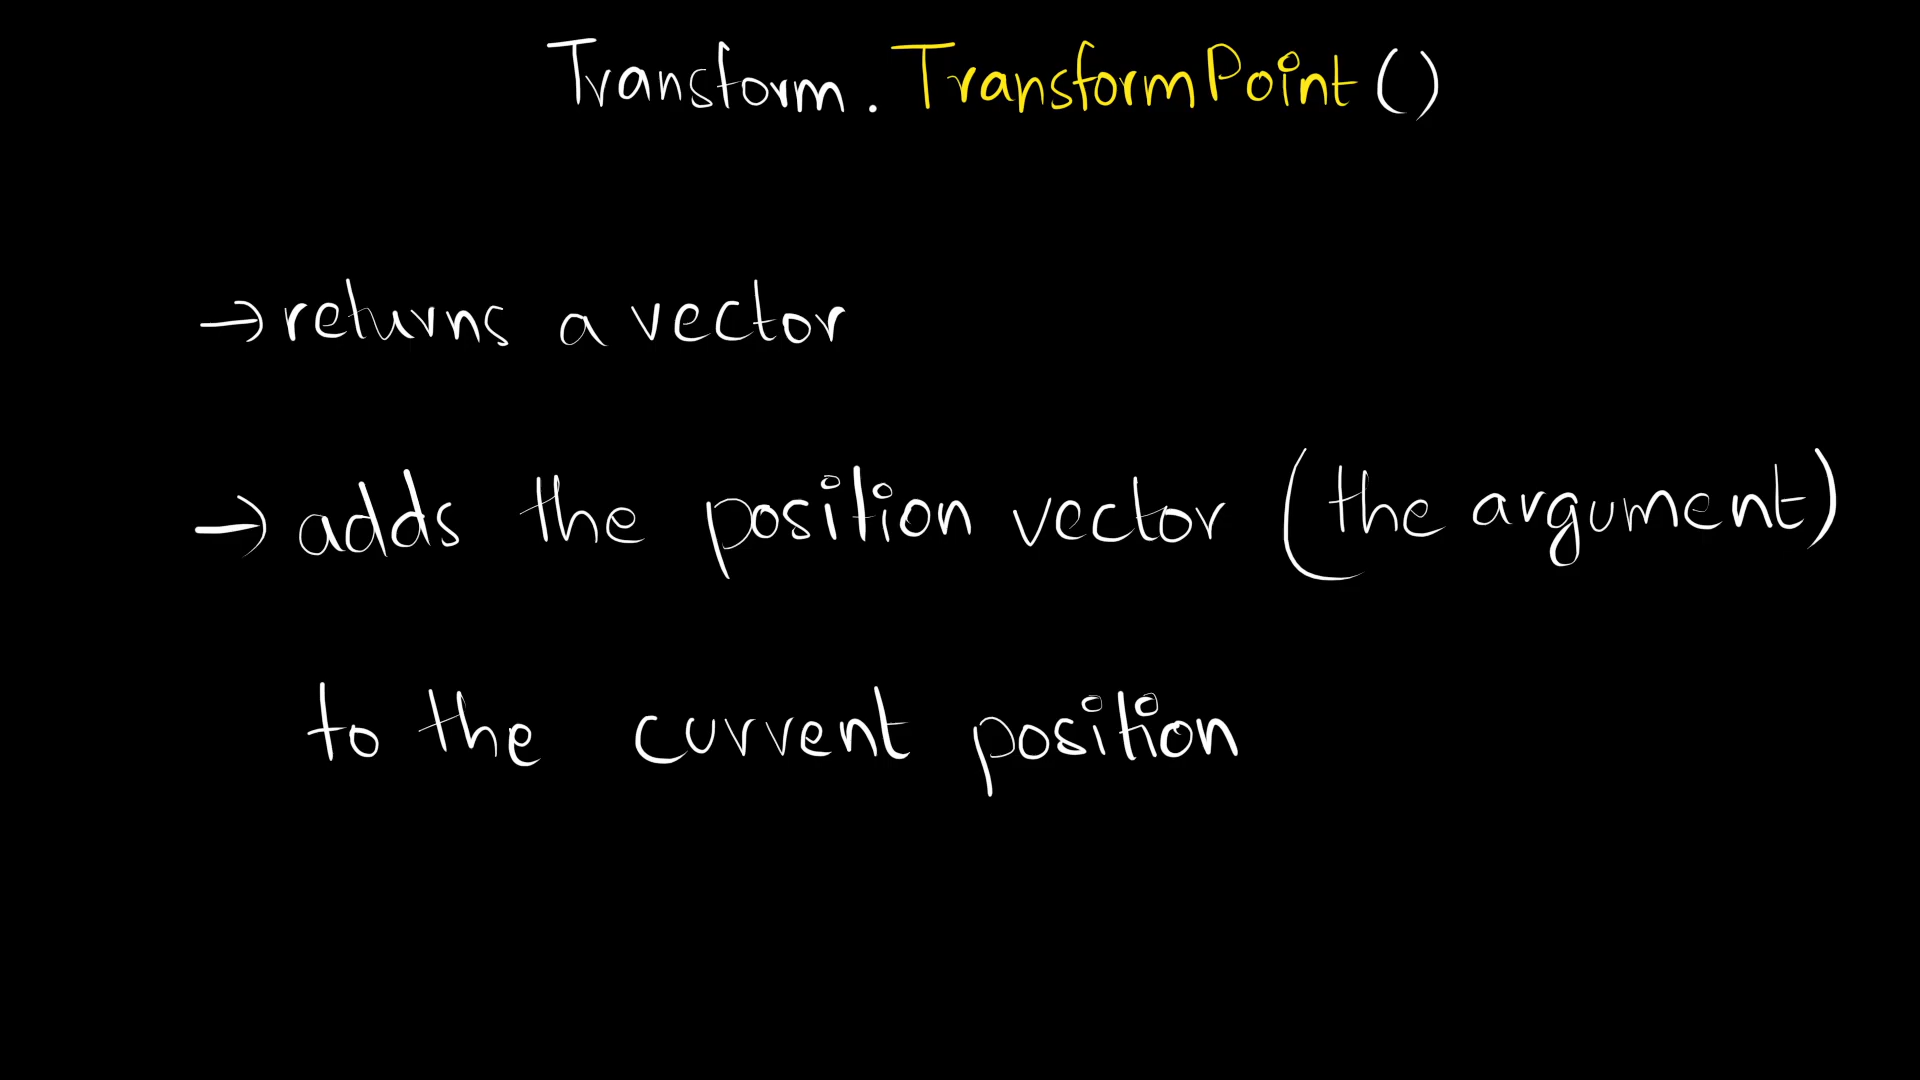 Transform.TransformPoint()
→ returns a vector
→ adds the position vector (the argument)
to the current position